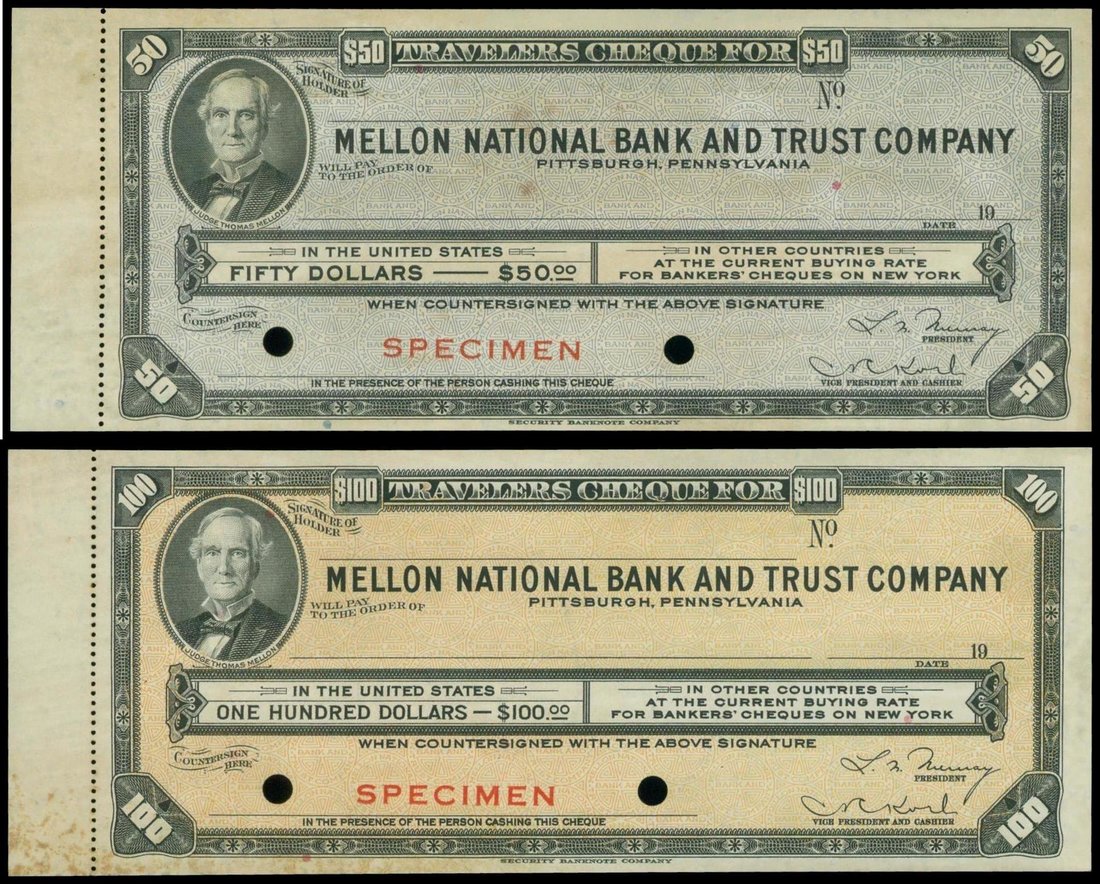 50 $50 TRAVELERS CHEQUE FOR $50 50
SIGNATURE OF
HOLDER
No.
MELLON NATIONAL BANK AND TRUST COMPANY
PITTSBURGH, PENNSYLVANIA
WILL PAY
TO THE ORDER OF
JUDGE THOMAS MELLON
19
DATE
IN THE UNITED STATES
FIFTY DOLLARS — $50.00
IN OTHER COUNTRIES
AT THE CURRENT BUYING RATE
FOR BANKERS' CHEQUES ON NEW YORK
WHEN COUNTERSIGNED WITH THE ABOVE SIGNATURE
COUNTERSIGN
HERE
SPECIMEN
PRESIDENT
VICE PRESIDENT AND CASHIER
IN THE PRESENCE OF THE PERSON CASHING THIS CHEQUE
50 50
SECURITY BANKNOTE COMPANY
100 $100 TRAVELERS CHEQUE FOR $100 100
SIGNATURE OF
HOLDER
No.
MELLON NATIONAL BANK AND TRUST COMPANY
PITTSBURGH, PENNSYLVANIA
WILL PAY
TO THE ORDER OF
JUDGE THOMAS MELLON
19
DATE
IN THE UNITED STATES
ONE HUNDRED DOLLARS — $100.00
IN OTHER COUNTRIES
AT THE CURRENT BUYING RATE
FOR BANKERS' CHEQUES ON NEW YORK
WHEN COUNTERSIGNED WITH THE ABOVE SIGNATURE
COUNTERSIGN
HERE
SPECIMEN
PRESIDENT
VICE PRESIDENT AND CASHIER
IN THE PRESENCE OF THE PERSON CASHING THIS CHEQUE
100 100
SECURITY BANKNOTE COMPANY